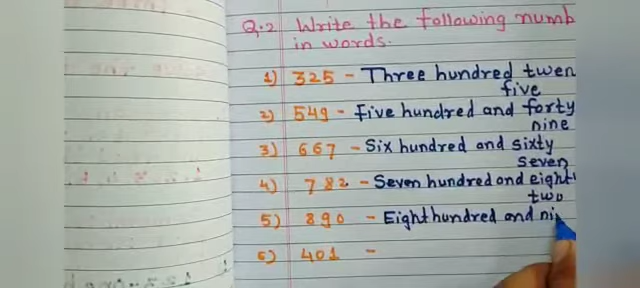 Q.2 Write the following numb
in words.
1) 325 - Three hundred twen
five
2) 549 - Five hundred and forty
nine
3) 667 - Six hundred and sixty
seven
4) 782 - Seven hundred and eight
two
5) 890 - Eight hundred and ni
6) 401 -